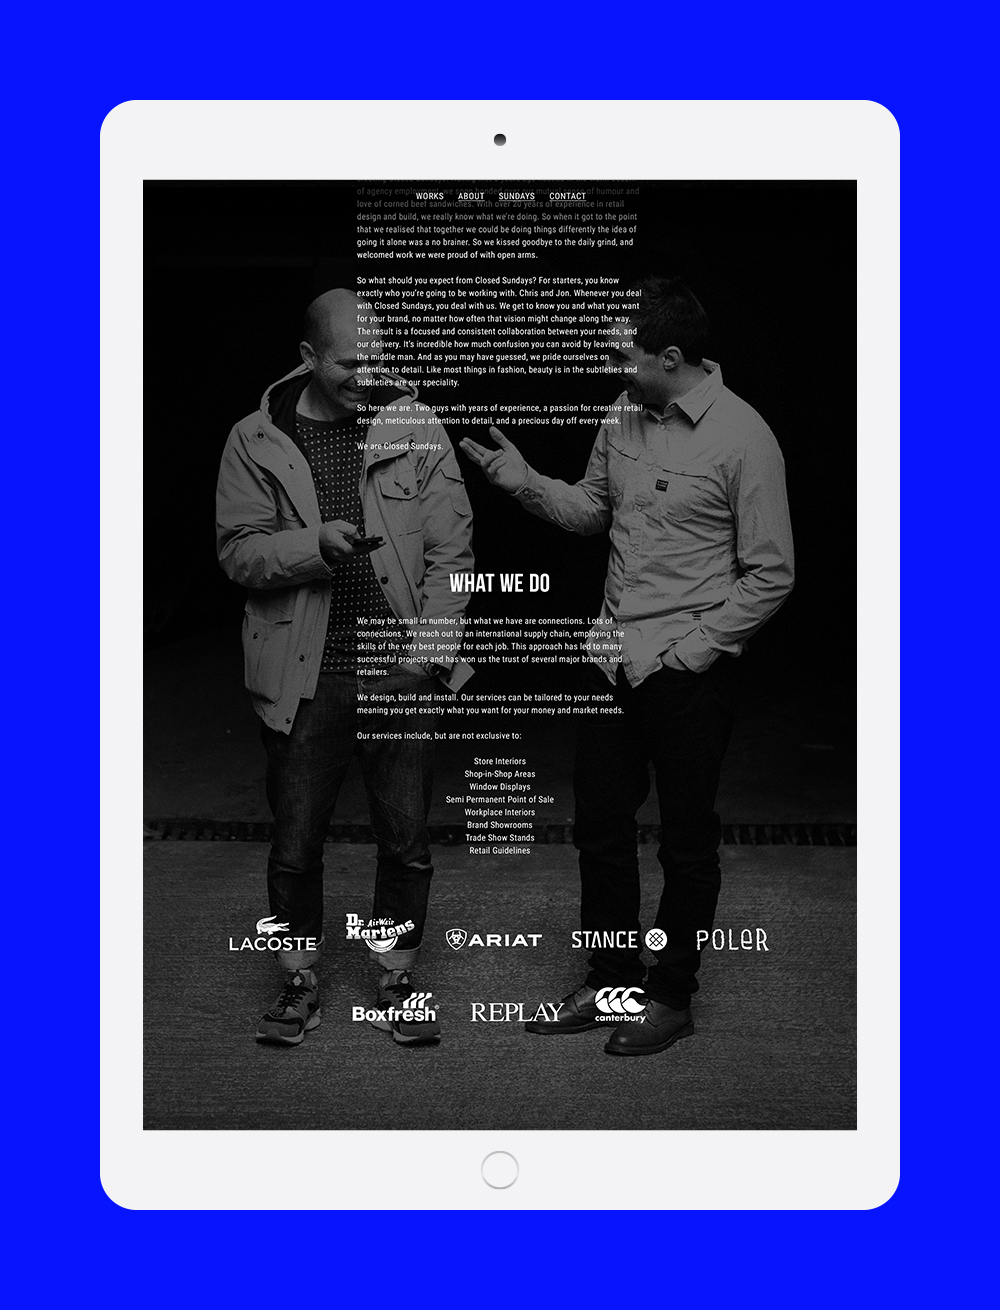 WORKS ABOUT SUNDAYS CONTACT
of agency employment, we soon bonded over our mutual sense of humour and
love of corned beef sandwiches. With over 20 years of experience in retail
design and build, we really know what we're doing. So when it got to the point
that we realised that together we could be doing things differently the idea of
going it alone was a no brainer. So we kissed goodbye to the daily grind, and
welcomed work we were proud of with open arms.
So what should you expect from Closed Sundays? For starters, you know
exactly who you're going to be working with. Chris and Jon. Whenever you deal
with Closed Sundays, you deal with us. We get to know you and what you want
for your brand, no matter how often that vision might change along the way.
The result is a focused and consistent collaboration between your needs, and
our delivery. It's incredible how much confusion you can avoid by leaving out
the middle man. And as you may have guessed, we pride ourselves on
attention to detail. Like most things in fashion, beauty is in the subtleties and
subtleties are our speciality.
So here we are. Two guys with years of experience, a passion for creative retail
design, meticulous attention to detail, and a precious day off every week.
We are Closed Sundays.
WHAT WE DO
We may be small in number, but what we have are connections. Lots of
connections. We reach out to an international supply chain, employing the
skills of the very best people for each job. This approach has led to many
successful projects and has won us the trust of several major brands and
retailers.
We design, build and install. Our services can be tailored to your needs
meaning you get exactly what you want for your money and market needs.
Our services include, but are not exclusive to:
Store Interiors
Shop-in-Shop Areas
Window Displays
Semi Permanent Point of Sale
Workplace Interiors
Brand Showrooms
Trade Show Stands
Retail Guidelines
LACOSTE Dr. AirWair Martens ARIAT STANCE POLeR
Boxfresh® REPLAY canterbury